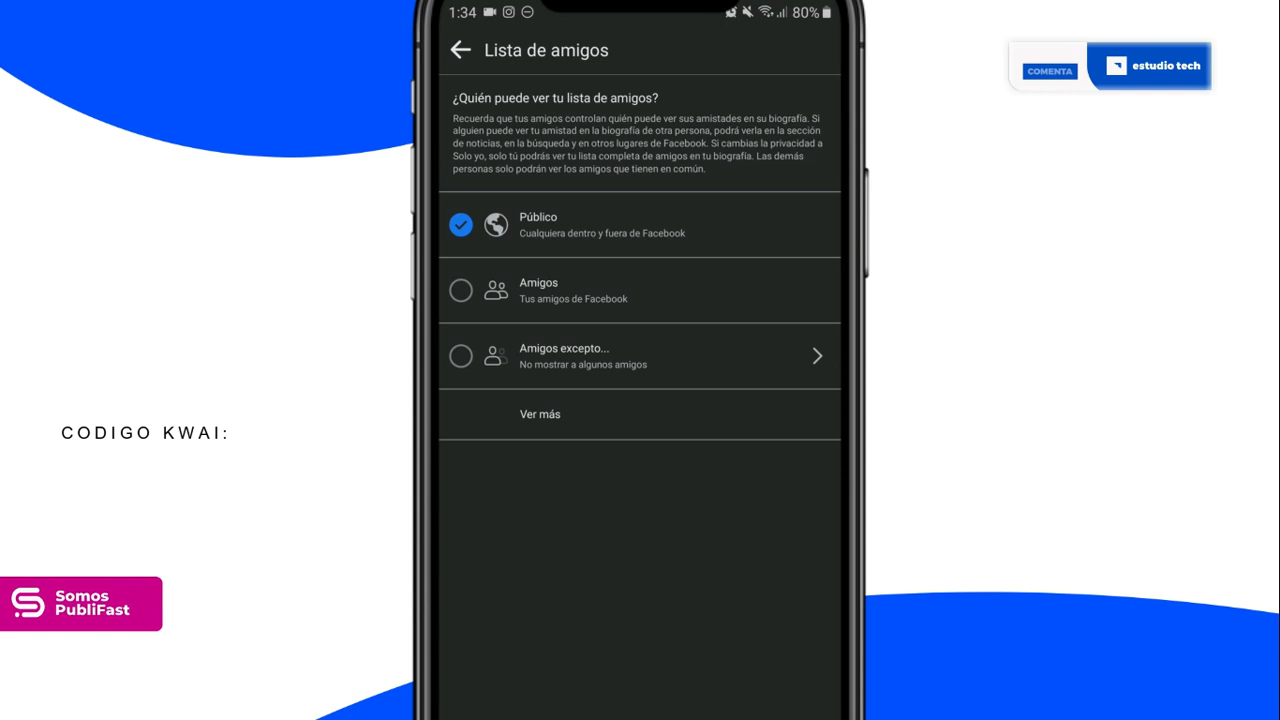 1:34
80%
Lista de amigos
COMENTA
estudio tech
¿Quién puede ver tu lista de amigos?
Recuerda que tus amigos controlan quién puede ver sus amistades en su biografía. Si
alguien puede ver tu amistad en la biografía de otra persona, podrá verla en la sección
de noticias, en la búsqueda y en otros lugares de Facebook. Si cambias la privacidad a
Solo yo, solo tú podrás ver tu lista completa de amigos en tu biografía. Las demás
personas solo podrán ver los amigos que tienen en común.
Público
Cualquiera dentro y fuera de Facebook
Amigos
Tus amigos de Facebook
Amigos excepto...
No mostrar a algunos amigos
Ver más
CODIGO KWAI:
Somos
PubliFast